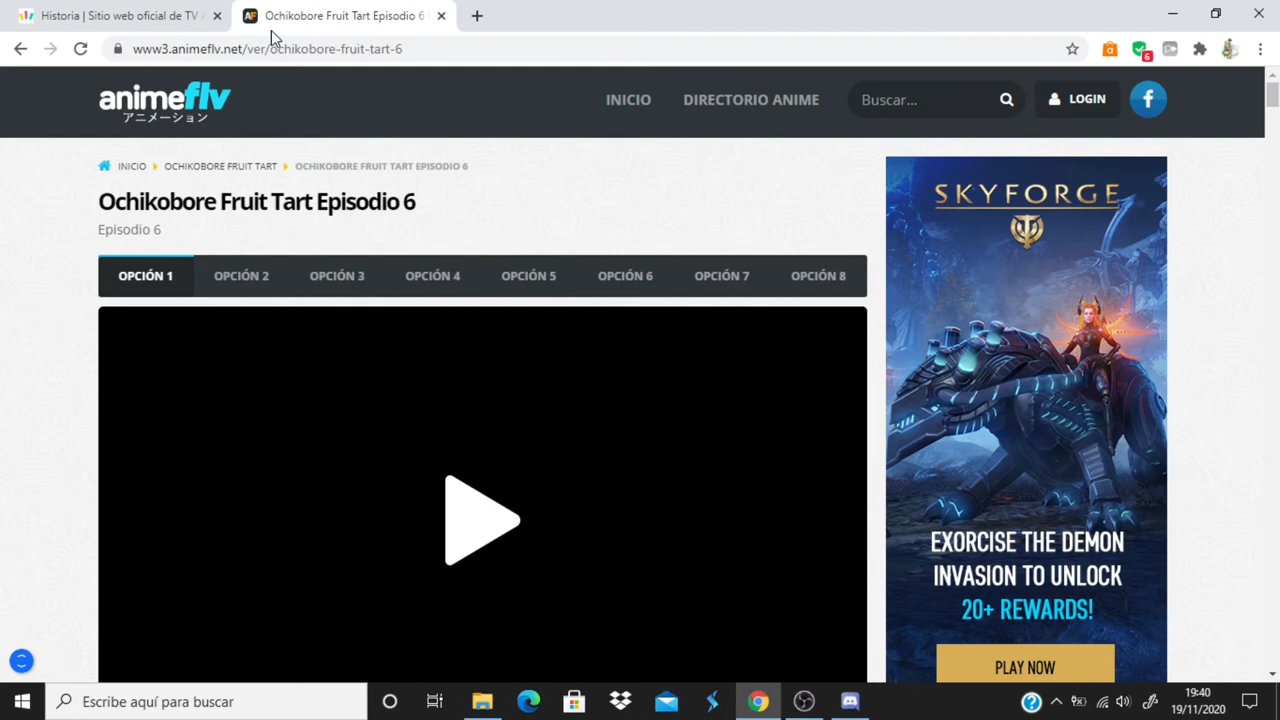 Historia | Sitio web oficial de TV A
Ochikobore Fruit Tart Episodio 6
www3.animeflv.net/ver/ochikobore-fruit-tart-6
6
animeflv
アニメーション
INICIO
DIRECTORIO ANIME
Buscar...
LOGIN
INICIO
OCHIKOBORE FRUIT TART
OCHIKOBORE FRUIT TART EPISODIO 6
Ochikobore Fruit Tart Episodio 6
Episodio 6
OPCIÓN 1
OPCIÓN 2
OPCIÓN 3
OPCIÓN 4
OPCIÓN 5
OPCIÓN 6
OPCIÓN 7
OPCIÓN 8
SKYFORGE
EXORCISE THE DEMON
INVASION TO UNLOCK
20+ REWARDS!
PLAY NOW
Escribe aquí para buscar
19:40
19/11/2020